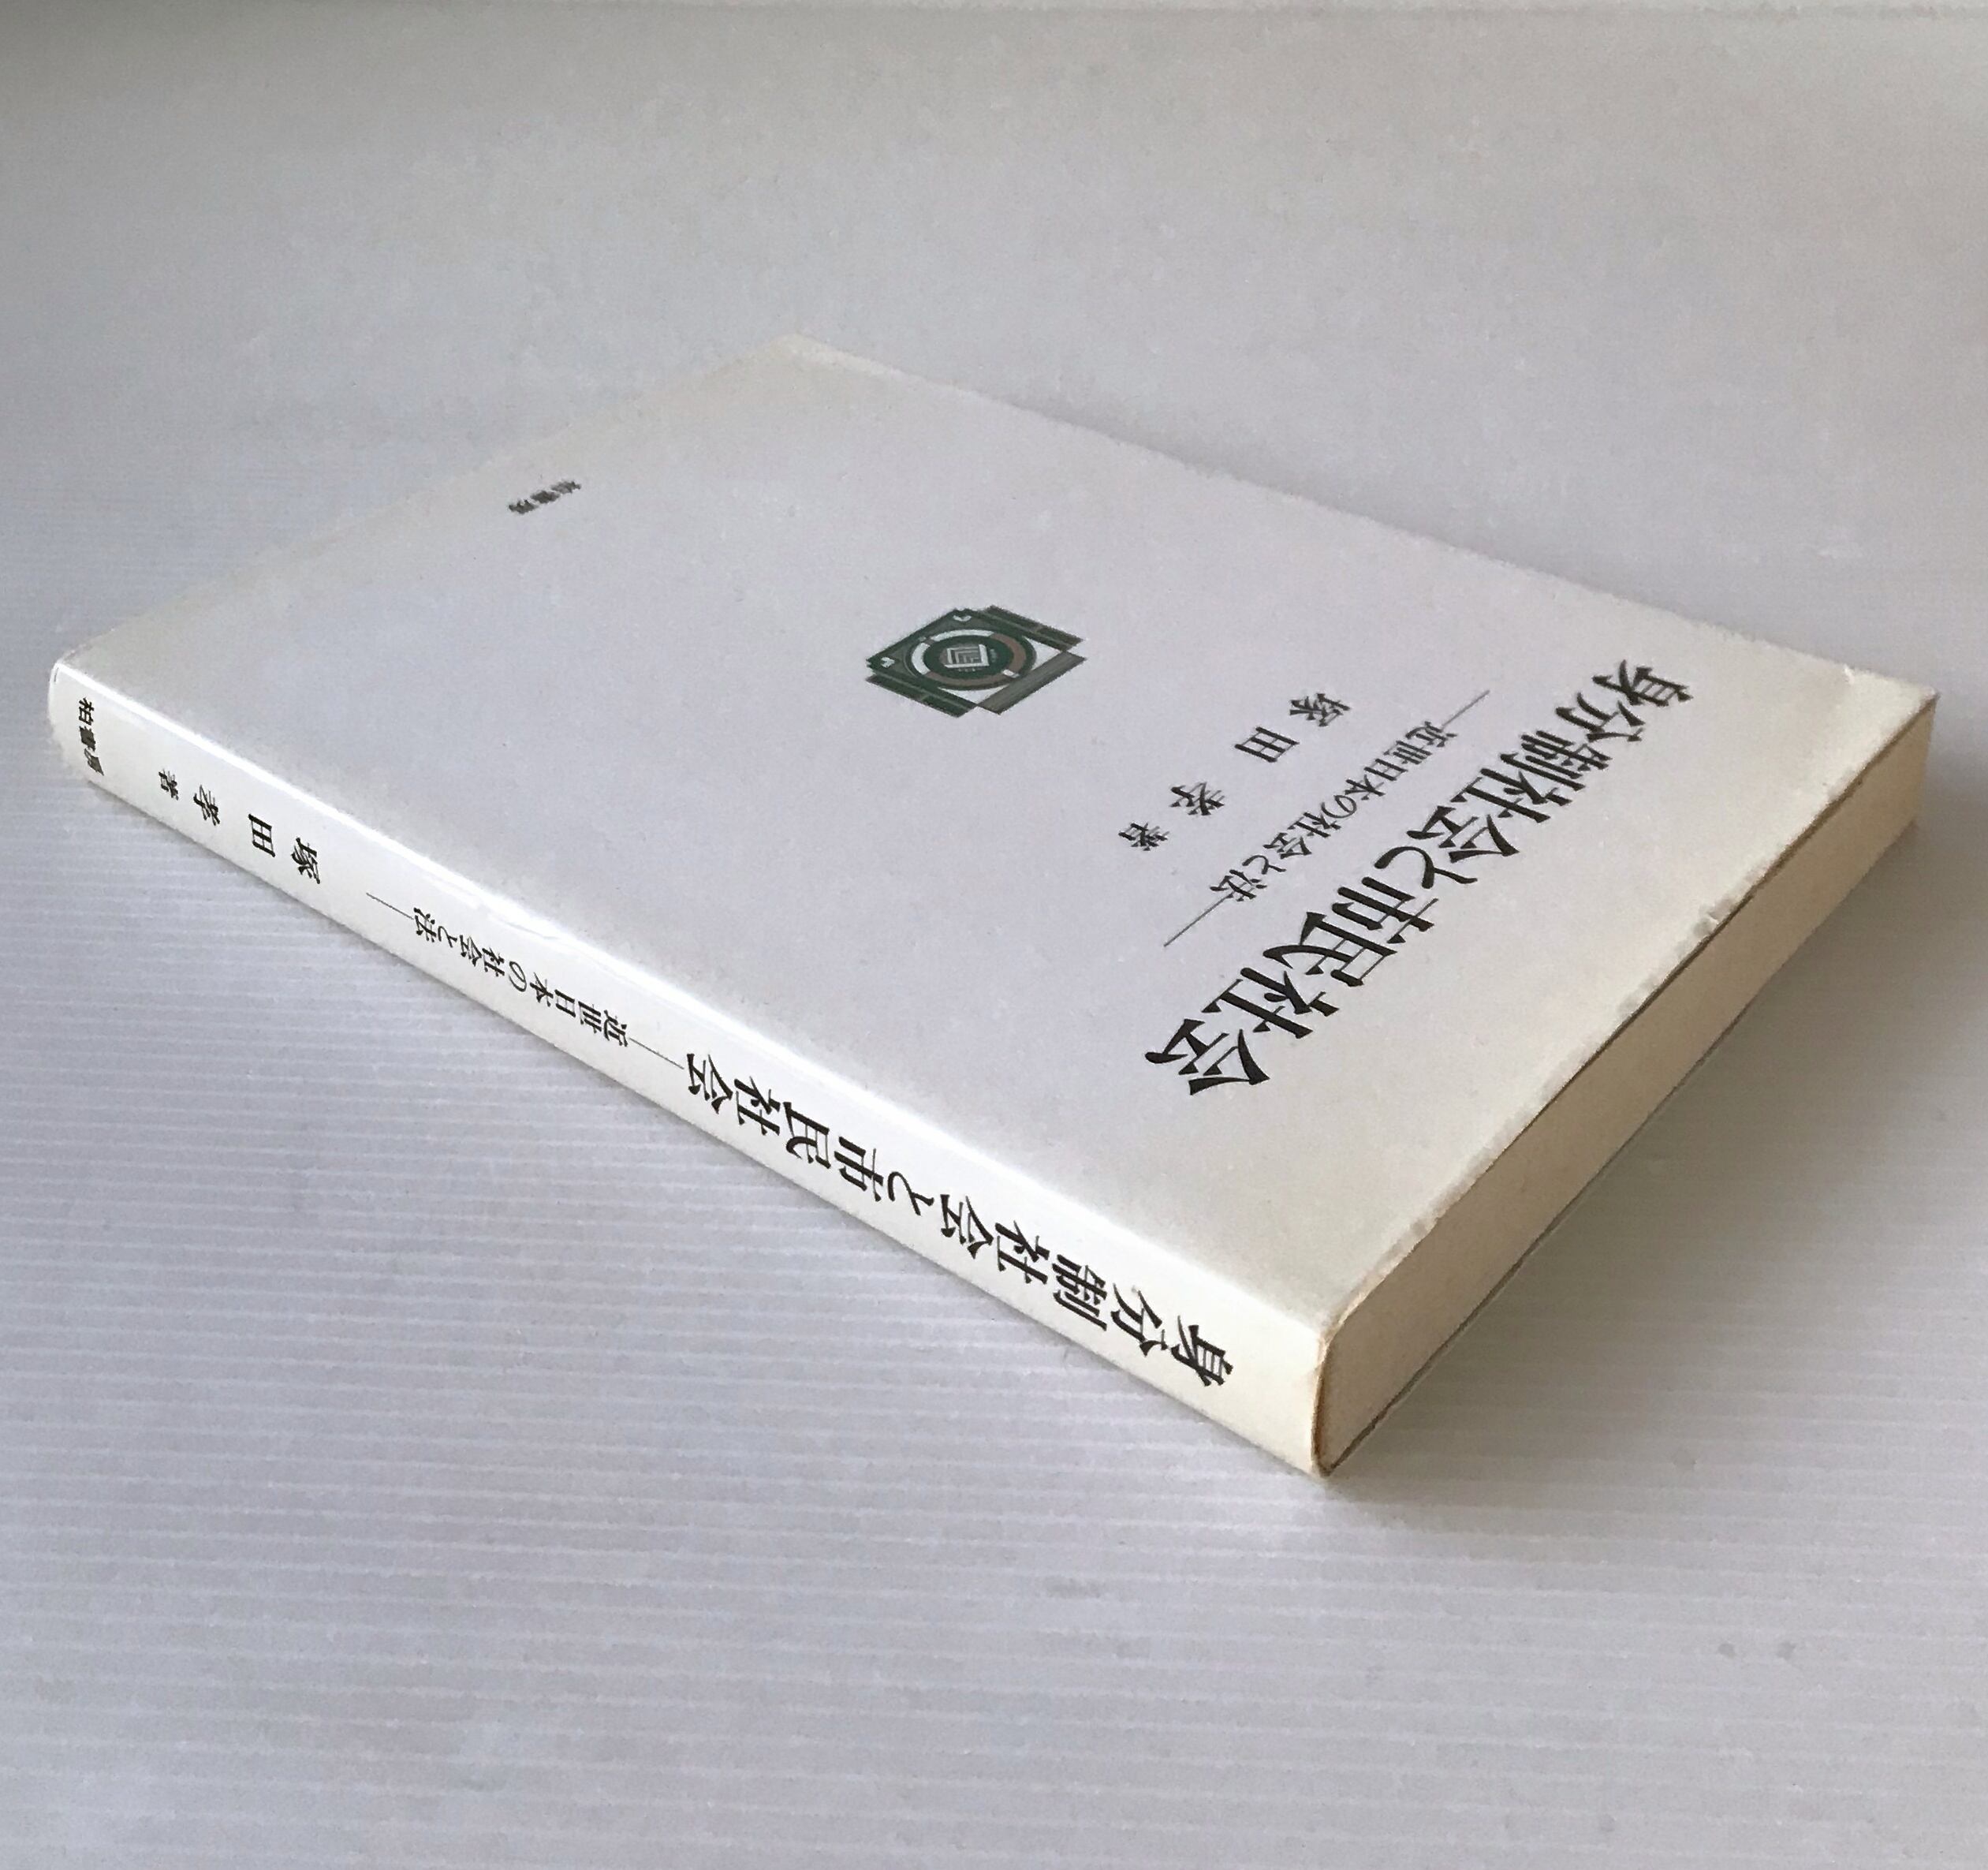 身分制社会と市民社会
近世日本の社会と法
塚田 孝 著
柏書房
身分制社会と市民社会
近世日本の社会と法
塚田 孝 著
柏書房